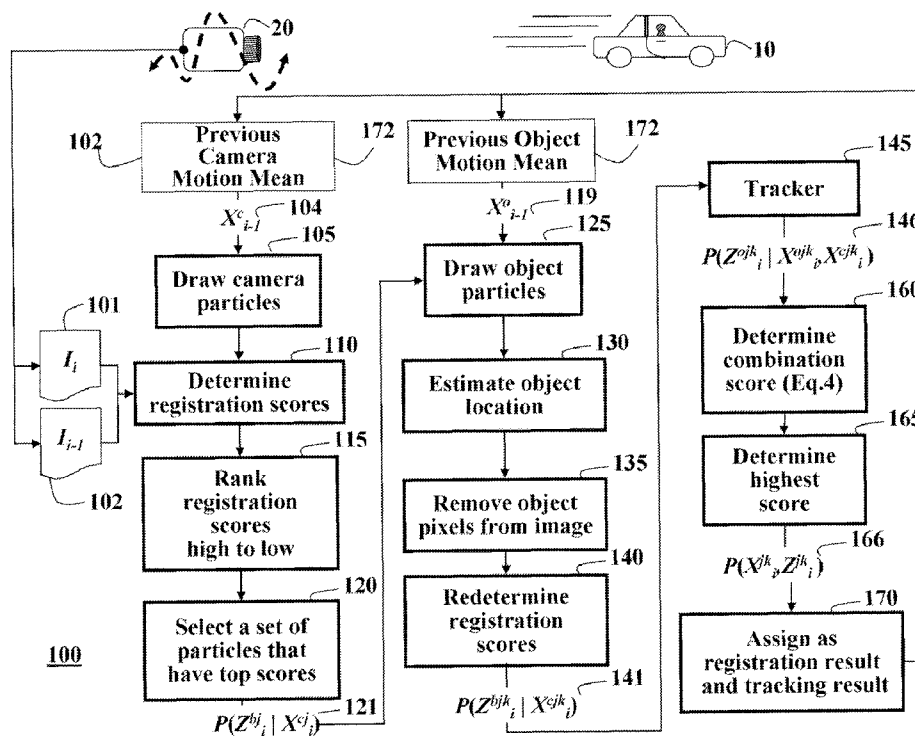 20
10
102
Previous
Camera
Motion Mean
172
Previous Object
Motion Mean
172
145
Tracker
X^c_{i-1}
104
X^o_{i-1}
119
140
P(Z^{ojk}_i | X^{ojk}_i, X^{cjk}_i)
105
Draw camera
particles
125
Draw object
particles
160
Determine
combination
score (Eq.4)
101
I_i
110
Determine
registration scores
130
Estimate object
location
I_{i-1}
102
115
Rank
registration
scores
high to low
135
Remove object
pixels from image
165
Determine
highest
score
166
P(X^{jk}_i, Z^{jk}_i)
120
Select a set of
particles that
have top scores
140
Redetermine
registration
scores
170
Assign as
registration result
and tracking result
100
121
P(Z^{bj}_i | X^{cj}_i)
141
P(Z^{bjk}_i | X^{cjk}_i)